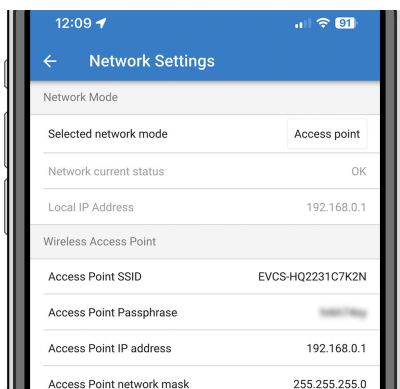 12:09 91
Network Settings
Network Mode
Selected network mode Access point
Network current status OK
Local IP Address 192.168.0.1
Wireless Access Point
Access Point SSID EVCS-HQ2231C7K2N
Access Point Passphrase
Access Point IP address 192.168.0.1
Access Point network mask 255.255.255.0